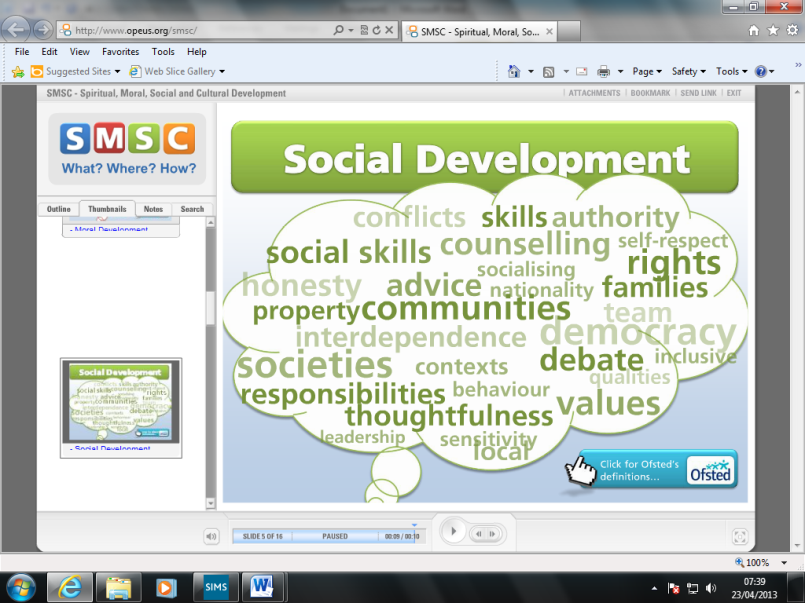 http://www.opeus.org/smsc/
SMSC - Spiritual, Moral, So...
File Edit View Favorites Tools Help
Suggested Sites Web Slice Gallery
Page Safety Tools
SMSC - Spiritual, Moral, Social and Cultural Development
ATTACHMENTS | BOOKMARK | SEND LINK | EXIT
SMSC
What? Where? How?
Outline Thumbnails Notes Search
- Moral Development
Social Development
- Social Development
Social Development
conflicts skills authority
social skills counselling self-respect
socialising rights
honesty advice nationality families
property communities team
interdependence democracy
societies contexts debate inclusive
qualities
responsibilities behaviour values
thoughtfulness
leadership sensitivity
local
Click for Ofsted's
definitions...
Ofsted
SLIDE 5 OF 16 PAUSED 00:09 / 00:10
100%
SIMS
07:39
23/04/2013